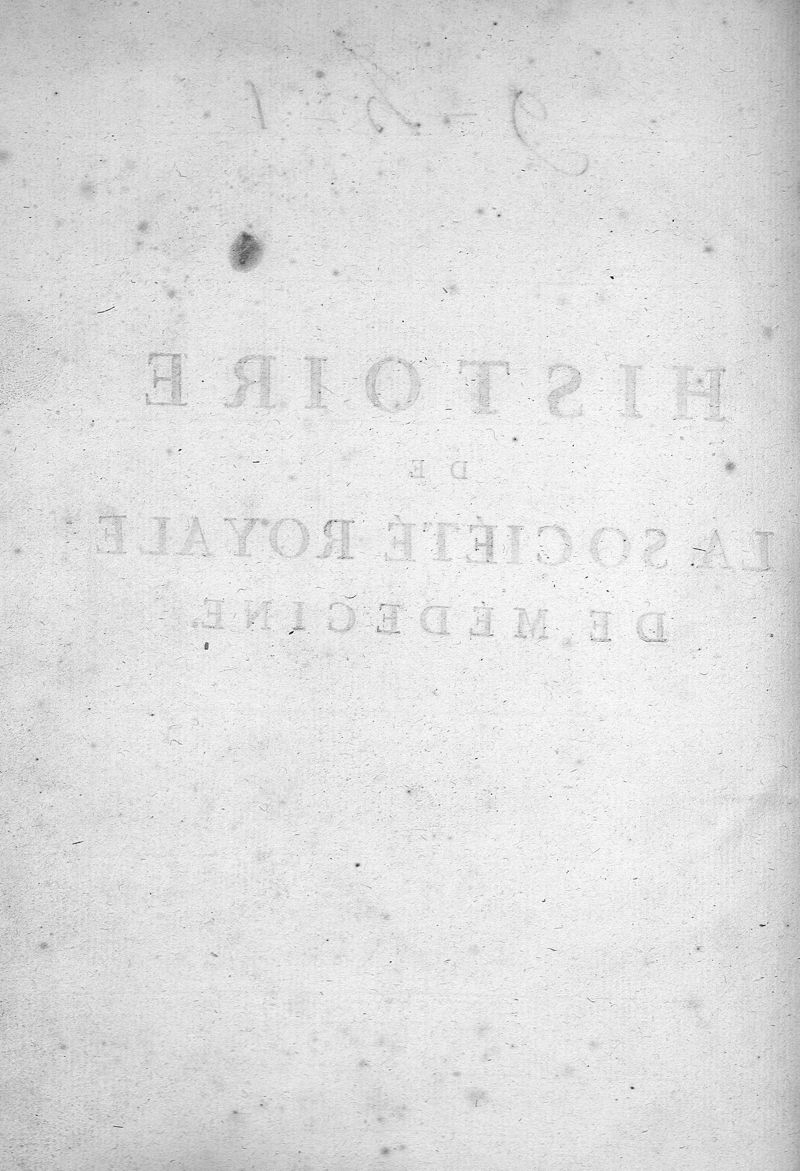 HISTOIRE
DE
LA SOCIÉTÉ ROYALE
DE MÉDECINE.